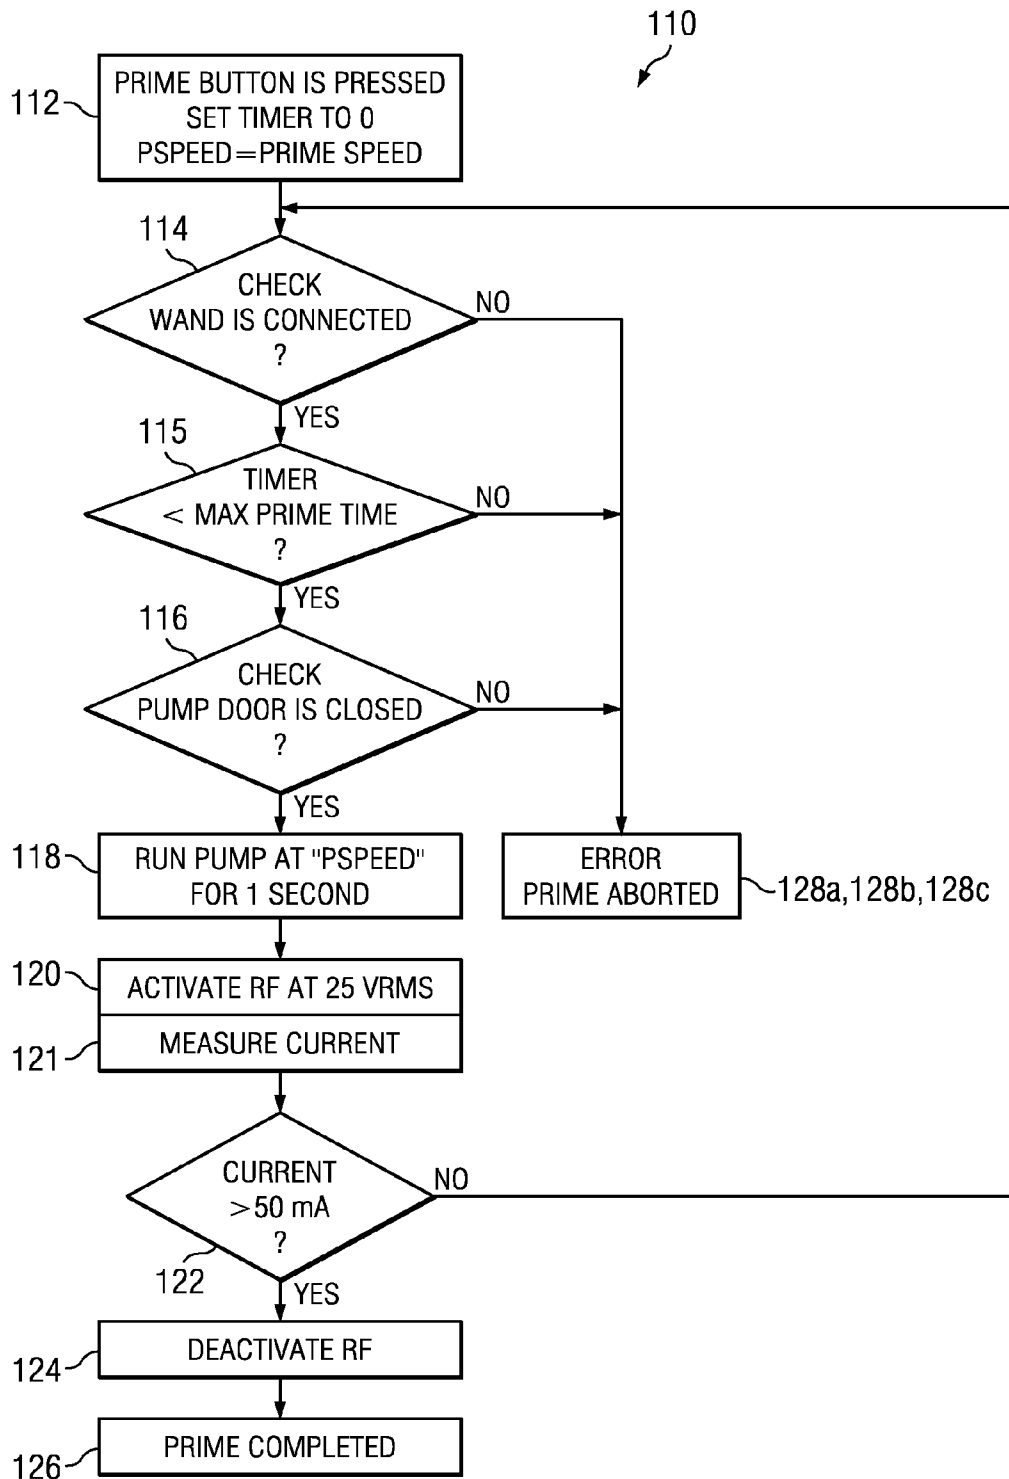 110
112
PRIME BUTTON IS PRESSED
SET TIMER TO 0
PSPEED=PRIME SPEED
114
CHECK
WAND IS CONNECTED
?
NO
YES
115
TIMER
< MAX PRIME TIME
?
NO
YES
116
CHECK
PUMP DOOR IS CLOSED
?
NO
YES
118
RUN PUMP AT "PSPEED"
FOR 1 SECOND
ERROR
PRIME ABORTED
128a,128b,128c
120
ACTIVATE RF AT 25 VRMS
121
MEASURE CURRENT
CURRENT
>50 mA
?
NO
122
YES
124
DEACTIVATE RF
126
PRIME COMPLETED